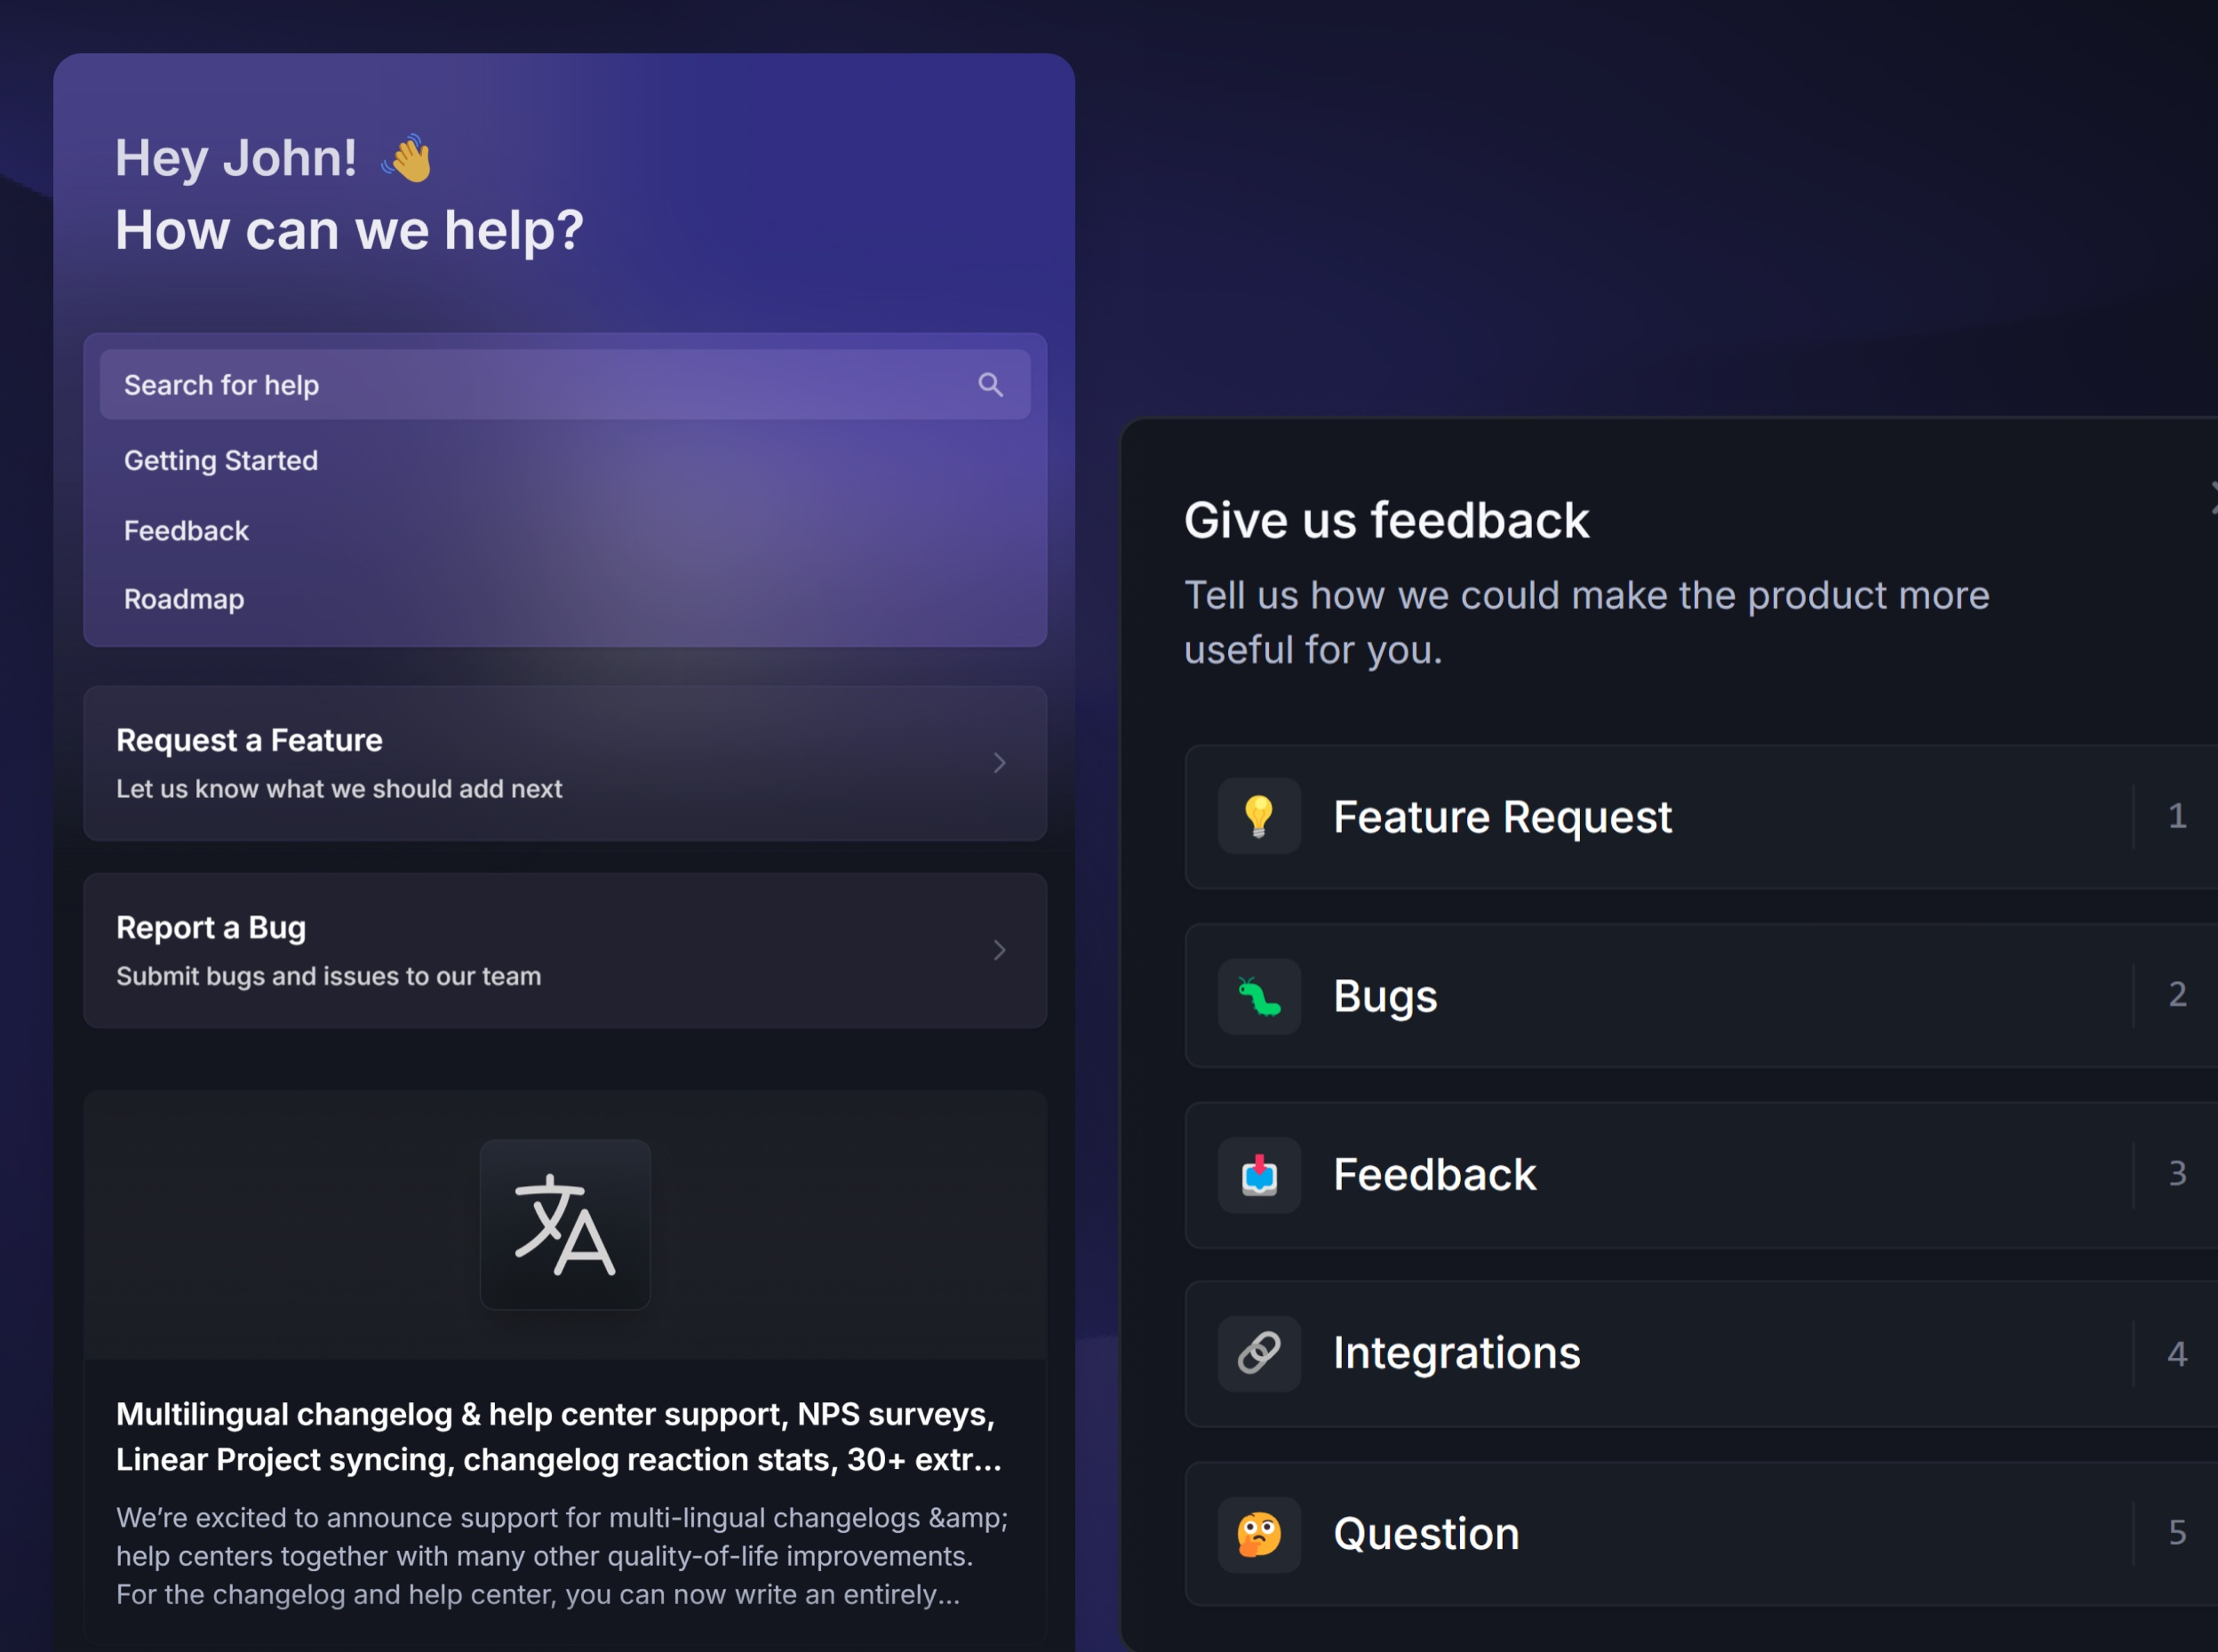 Hey John! 👋
How can we help?
Search for help
Getting Started
Feedback
Roadmap
Request a Feature
Let us know what we should add next
Report a Bug
Submit bugs and issues to our team
文A
Multilingual changelog & help center support, NPS surveys,
Linear Project syncing, changelog reaction stats, 30+ extr...
We’re excited to announce support for multi-lingual changelogs &amp;
help centers together with many other quality-of-life improvements.
For the changelog and help center, you can now write an entirely...
Give us feedback
Tell us how we could make the product more
useful for you.
Feature Request 1
Bugs 2
Feedback 3
Integrations 4
Question 5